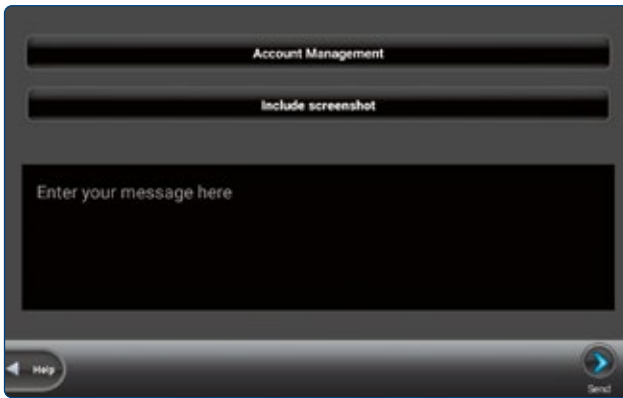 Account Management
Include screenshot
Enter your message here
Help
Send